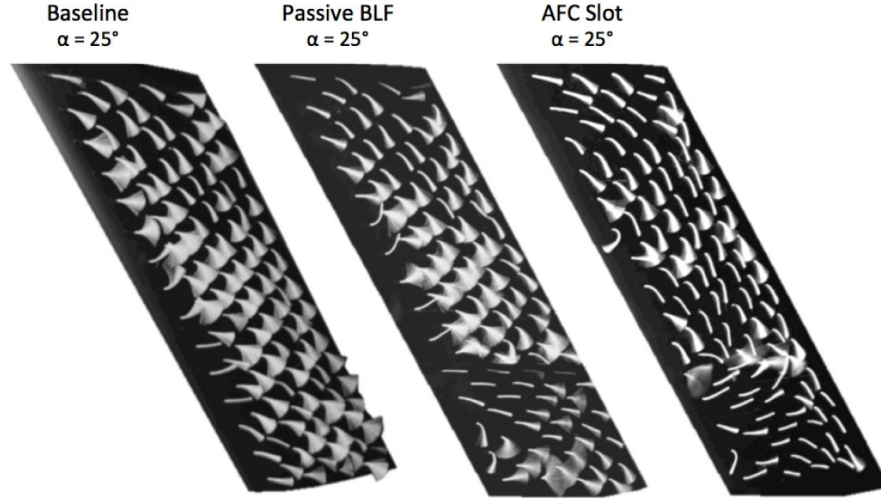 Baseline
α = 25°
Passive BLF
α = 25°
AFC Slot
α = 25°